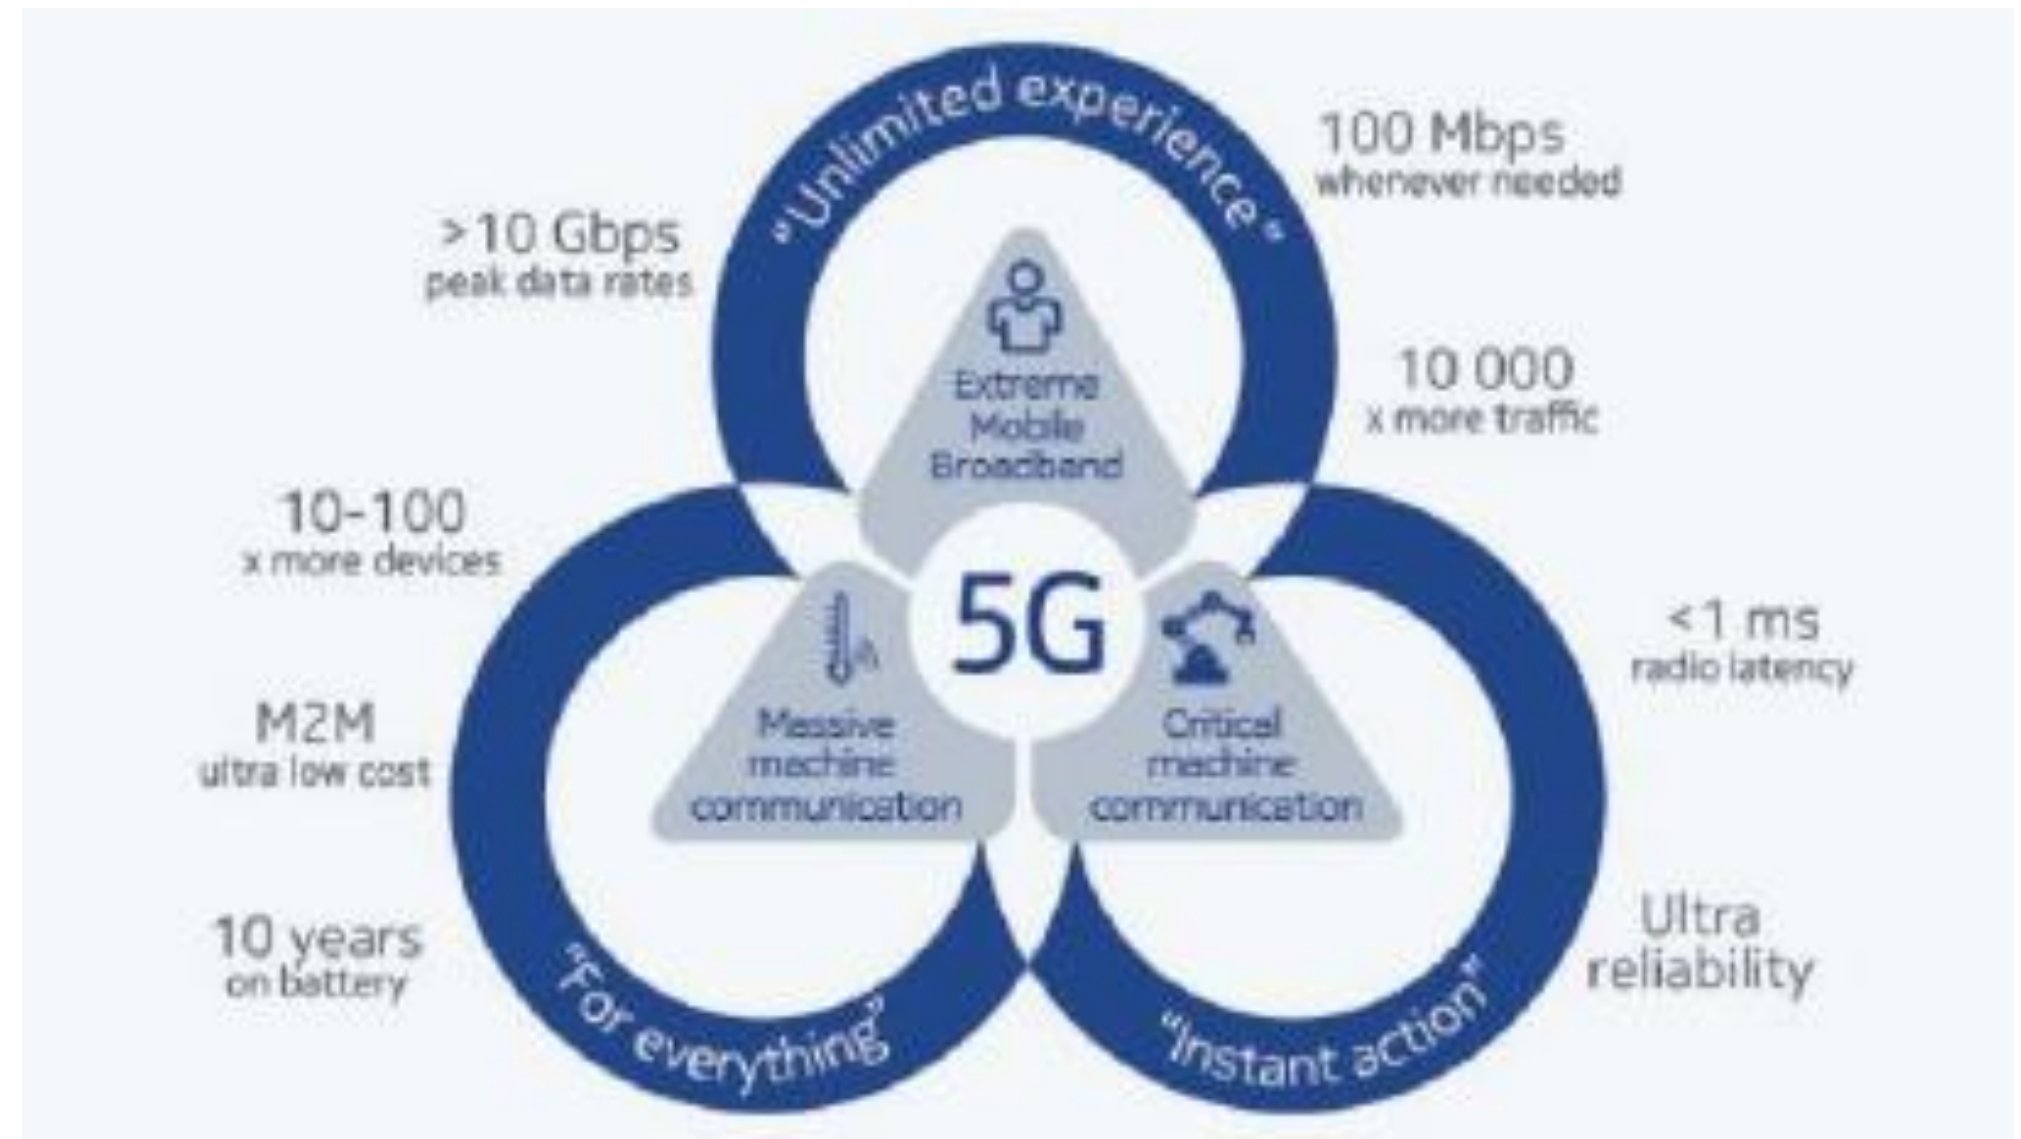 "Unlimited experience"
100 Mbps
whenever needed
>10 Gbps
peak data rates
10 000
x more traffic
Extreme
Mobile
Broadband
10-100
x more devices
5G
<1 ms
radio latency
M2M
ultra low cost
Massive
machine
communication
Critical
machine
communication
10 years
on battery
Ultra
reliability
"For everything"
"Instant action"